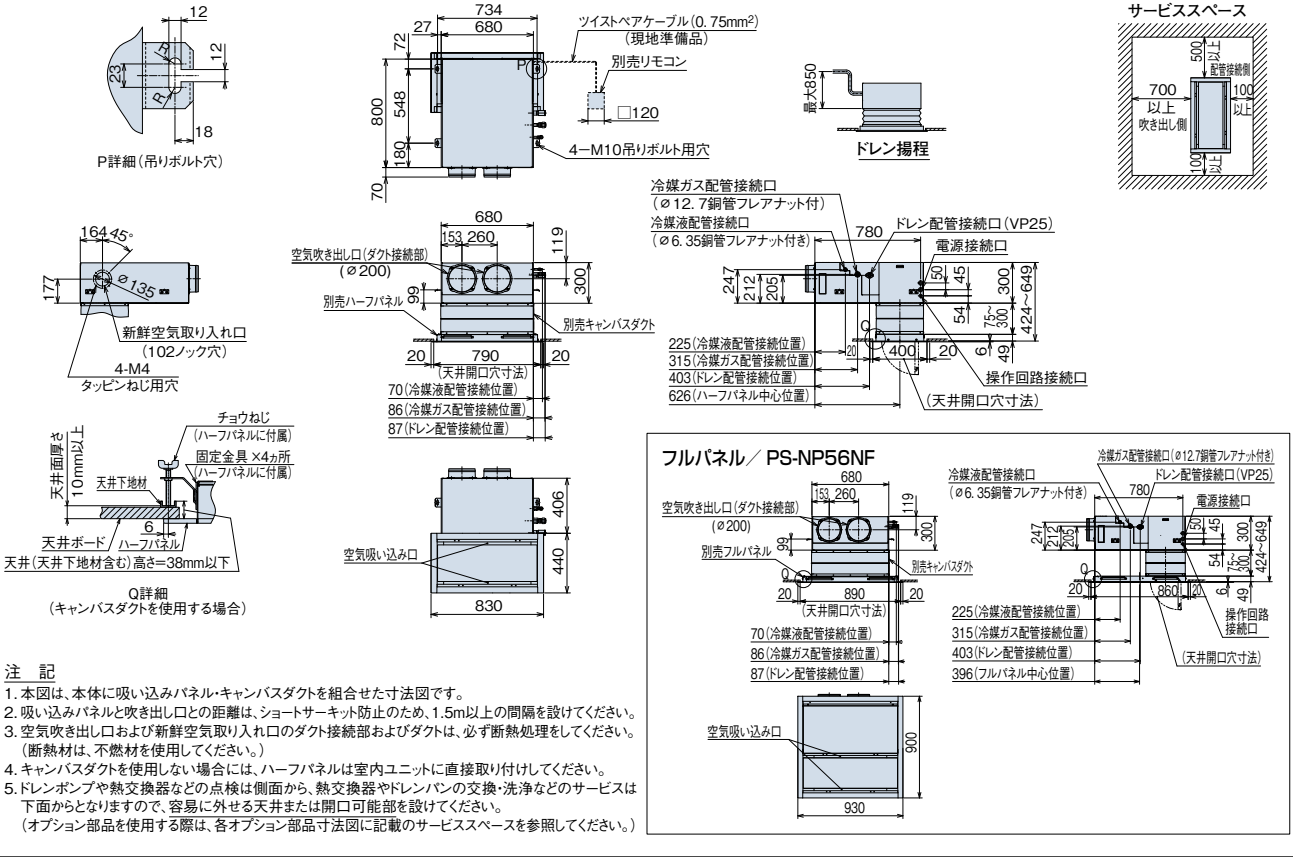 12
R
23
12
R
18
P詳細(吊りボルト穴)
734
27
680
72
800
548
180
70
P
ツイストペアケーブル(0.75mm²)
(現地準備品)
別売リモコン
□120
4ーM10吊りボルト用穴
最大850
ドレン揚程
サービススペース
500以上
配管接続側
700以上
吹き出し側
100以上
100以上
164
45°
177
ø135
新鮮空気取り入れ口
(102ノック穴)
4-M4
タッピンねじ用穴
680
153
260
119
空気吹き出し口(ダクト接続部)
(ø200)
300
99
別売ハーフパネル
別売キャンバスダクト
20
790
20
(天井開口穴寸法)
70(冷媒液配管接続位置)
86(冷媒ガス配管接続位置)
87(ドレン配管接続位置)
冷媒ガス配管接続口
(ø12.7銅管フレアナット付)
冷媒液配管接続口
(ø6.35銅管フレアナット付き)
780
ドレン配管接続口(VP25)
電源接続口
247
212
205
50
45
54
300
75〜300
424〜649
6
49
Q
20
400
20
225(冷媒液配管接続位置)
315(冷媒ガス配管接続位置)
403(ドレン配管接続位置)
626(ハーフパネル中心位置)
操作回路接続口
(天井開口穴寸法)
チョウねじ
(ハーフパネルに付属)
固定金具 ×4ヵ所
(ハーフパネルに付属)
天井面厚さ
10mm以上
天井下地材
6
天井ボード
ハーフパネル
天井(天井下地材含む)高さ=38mm以下
Q詳細
(キャンバスダクトを使用する場合)
空気吸い込み口
406
440
830
フルパネル/ PS-NP56NF
680
153
260
119
空気吹き出し口(ダクト接続部)
(ø200)
300
99
別売フルパネル
別売キャンバスダクト
Q
20
890
20
(天井開口穴寸法)
70(冷媒液配管接続位置)
86(冷媒ガス配管接続位置)
87(ドレン配管接続位置)
冷媒ガス配管接続口(ø12.7銅管フレアナット付き)
冷媒液配管接続口
(ø6.35銅管フレアナット付き)
ドレン配管接続口(VP25)
780
電源接続口
247
212
205
50
45
54
300
75〜300
424〜649
6
49
Q
20
860
20
225(冷媒液配管接続位置)
315(冷媒ガス配管接続位置)
403(ドレン配管接続位置)
396(フルパネル中心位置)
操作回路
接続口
(天井開口穴寸法)
空気吸い込み口
900
930
注 記
1. 本図は、本体に吸い込みパネル・キャンバスダクトを組合せた寸法図です。
2. 吸い込みパネルと吹き出し口との距離は、ショートサーキット防止のため、1.5m以上の間隔を設けてください。
3. 空気吹き出し口および新鮮空気取り入れ口のダクト接続部およびダクトは、必ず断熱処理をしてください。
(断熱材は、不燃材を使用してください。)
4. キャンバスダクトを使用しない場合には、ハーフパネルは室内ユニットに直接取り付けしてください。
5. ドレンポンプや熱交換器などの点検は側面から、熱交換器やドレンパンの交換・洗浄などのサービスは
下面からとなりますので、容易に外せる天井または開口可能部を設けてください。
(オプション部品を使用する際は、各オプション部品寸法図に記載のサービススペースを参照してください。)